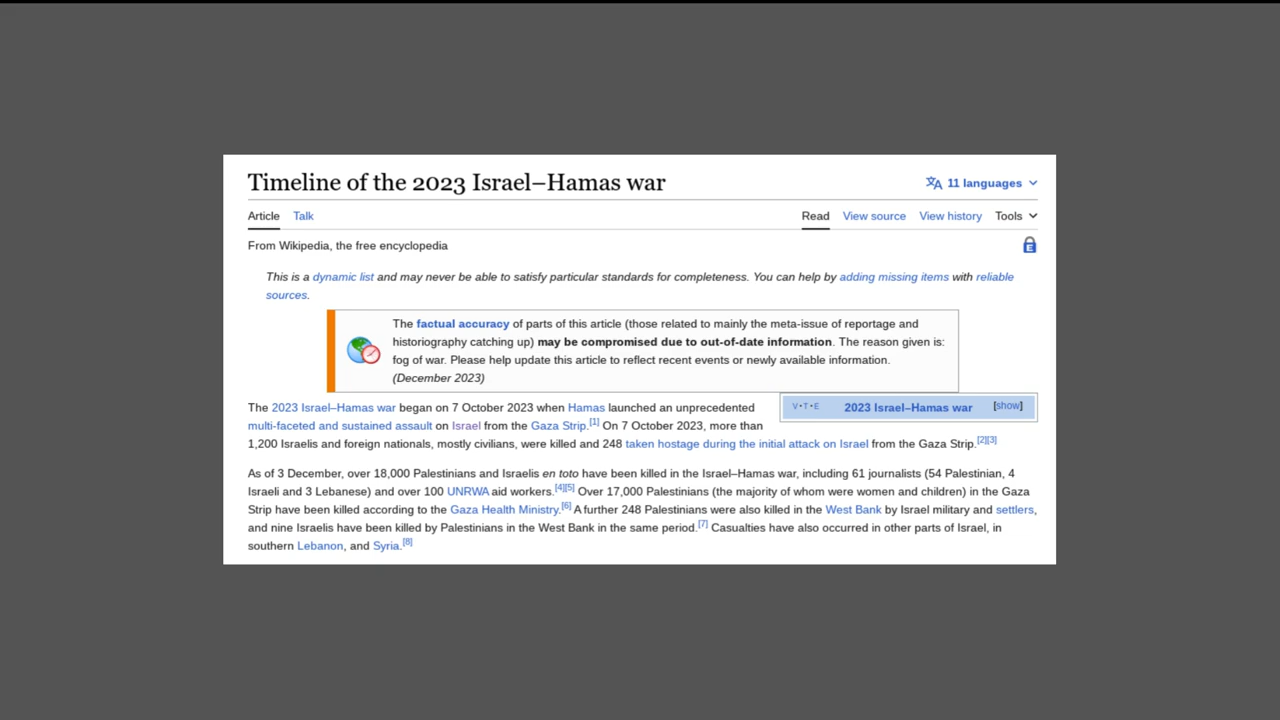 Timeline of the 2023 Israel–Hamas war
11 languages
Article Talk
Read View source View history Tools
From Wikipedia, the free encyclopedia
This is a dynamic list and may never be able to satisfy particular standards for completeness. You can help by adding missing items with reliable
sources.
The factual accuracy of parts of this article (those related to mainly the meta-issue of reportage and
historiography catching up) may be compromised due to out-of-date information. The reason given is:
fog of war. Please help update this article to reflect recent events or newly available information.
(December 2023)
V·T·E 2023 Israel–Hamas war [show]
The 2023 Israel–Hamas war began on 7 October 2023 when Hamas launched an unprecedented
multi-faceted and sustained assault on Israel from the Gaza Strip.[1] On 7 October 2023, more than
1,200 Israelis and foreign nationals, mostly civilians, were killed and 248 taken hostage during the initial attack on Israel from the Gaza Strip.[2][3]
As of 3 December, over 18,000 Palestinians and Israelis en toto have been killed in the Israel–Hamas war, including 61 journalists (54 Palestinian, 4
Israeli and 3 Lebanese) and over 100 UNRWA aid workers.[4][5] Over 17,000 Palestinians (the majority of whom were women and children) in the Gaza
Strip have been killed according to the Gaza Health Ministry.[6] A further 248 Palestinians were also killed in the West Bank by Israel military and settlers,
and nine Israelis have been killed by Palestinians in the West Bank in the same period.[7] Casualties have also occurred in other parts of Israel, in
southern Lebanon, and Syria.[8]